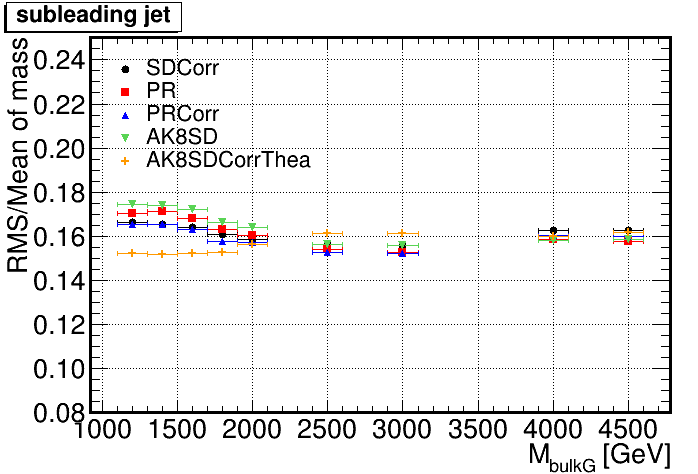 subleading jet
RMS/Mean of mass
0.24
0.22
0.20
0.18
0.16
0.14
0.12
0.10
0.08
SDCorr
PR
PRCorr
AK8SD
AK8SDCorrThea
1000 1500 2000 2500 3000 3500 4000 4500
M_bulkG [GeV]